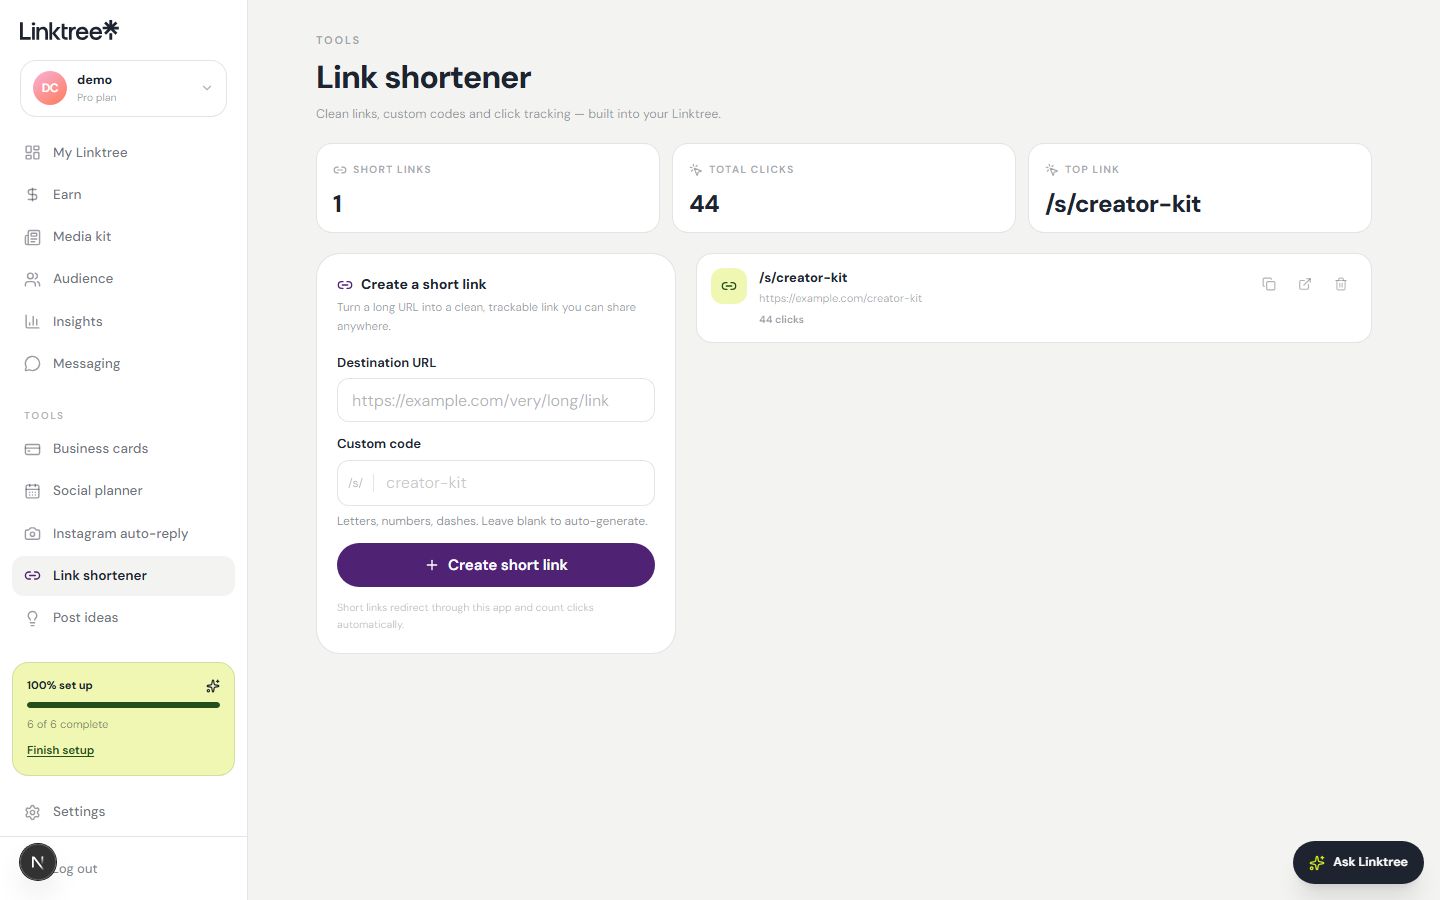 Linktree
DC
demo
Pro plan
My Linktree
Earn
Media kit
Audience
Insights
Messaging
TOOLS
Business cards
Social planner
Instagram auto-reply
Link shortener
Post ideas
100% set up
6 of 6 complete
Finish setup
Settings
N
Log out
TOOLS
Link shortener
Clean links, custom codes and click tracking — built into your Linktree.
SHORT LINKS
1
TOTAL CLICKS
44
TOP LINK
/s/creator-kit
Create a short link
Turn a long URL into a clean, trackable link you can share
anywhere.
Destination URL
https://example.com/very/long/link
Custom code
/s/ creator-kit
Letters, numbers, dashes. Leave blank to auto-generate.
+ Create short link
Short links redirect through this app and count clicks
automatically.
/s/creator-kit
https://example.com/creator-kit
44 clicks
Ask Linktree